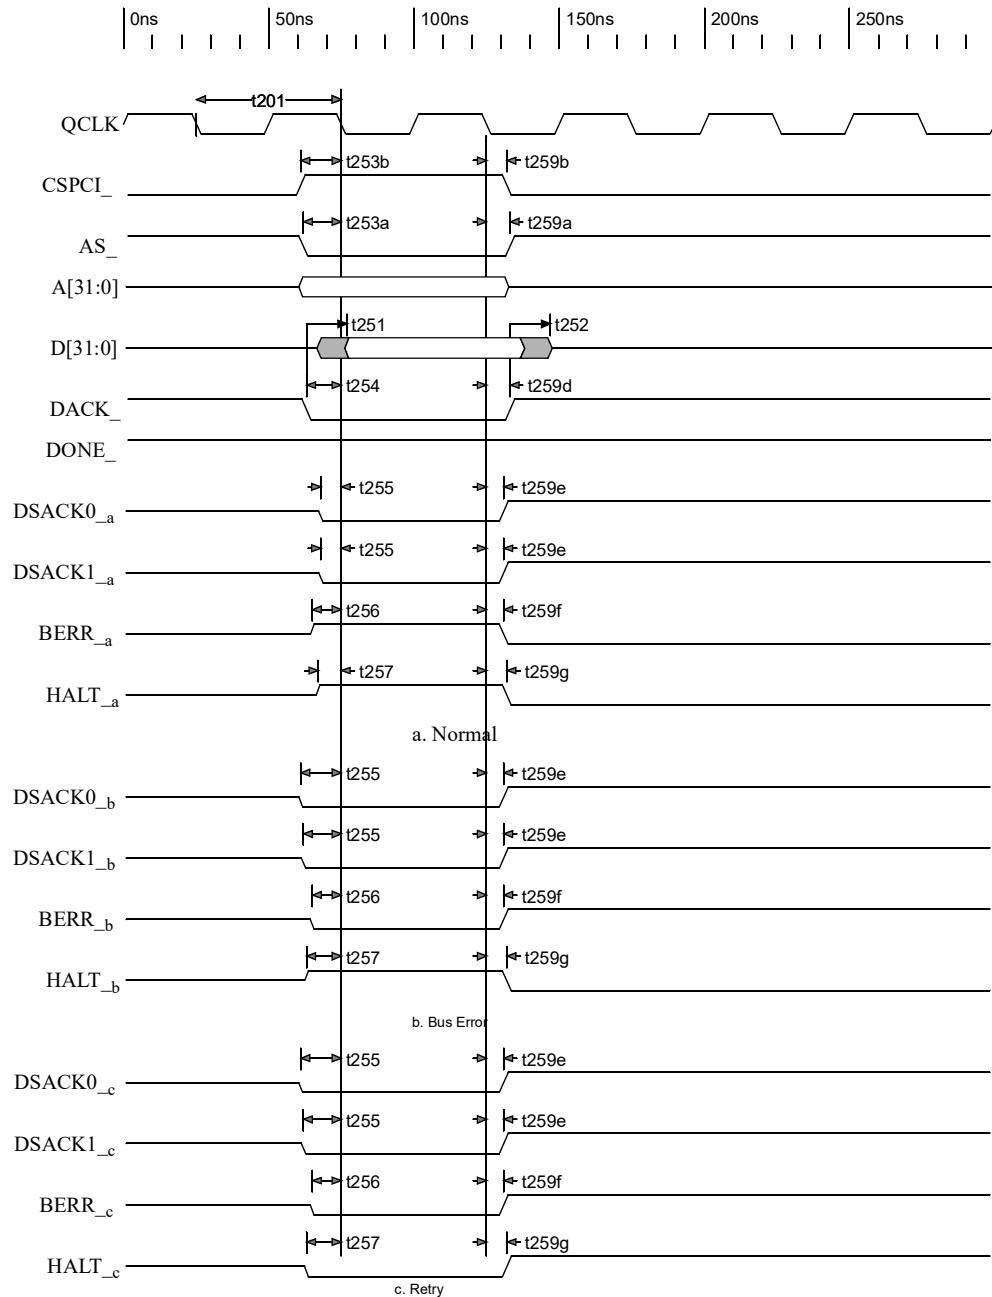 0ns 50ns 100ns 150ns 200ns 250ns
t201
QCLK
t253b t259b
CSPCI_
t253a t259a
AS_
A[31:0]
t251 t252
D[31:0]
t254 t259d
DACK_
DONE_
t255 t259e
DSACK0_a
t255 t259e
DSACK1_a
t256 t259f
BERR_a
t257 t259g
HALT_a
a. Normal
t255 t259e
DSACK0_b
t255 t259e
DSACK1_b
t256 t259f
BERR_b
t257 t259g
HALT_b
b. Bus Error
t255 t259e
DSACK0_c
t255 t259e
DSACK1_c
t256 t259f
BERR_c
t257 t259g
HALT_c
c. Retry